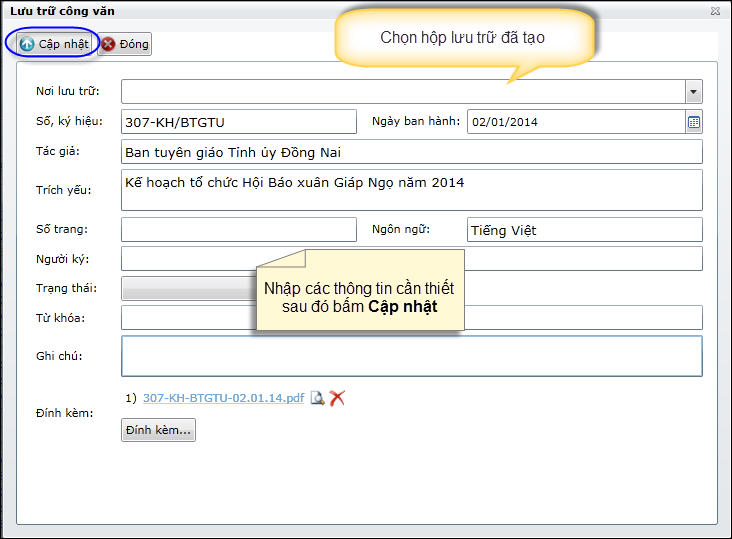 Lưu trữ công văn
Cập nhật Đóng
Chọn hộp lưu trữ đã tạo
Nơi lưu trữ:
Số, ký hiệu: 307-KH/BTGTU Ngày ban hành: 02/01/2014
Tác giả: Ban tuyên giáo Tỉnh ủy Đồng Nai
Trích yếu: Kế hoạch tổ chức Hội Báo xuân Giáp Ngọ năm 2014
Số trang: Ngôn ngữ: Tiếng Việt
Người ký:
Trạng thái:
Nhập các thông tin cần thiết
sau đó bấm Cập nhật
Từ khóa:
Ghi chú:
1) 307-KH-BTGTU-02.01.14.pdf
Đính kèm:
Đính kèm...